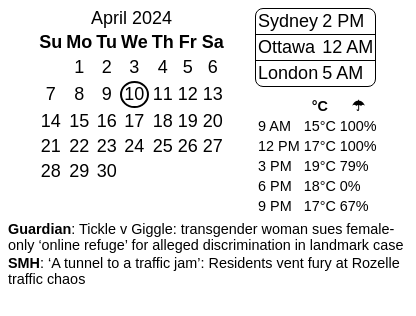 April 2024
Su Mo Tu We Th Fr Sa
1 2 3 4 5 6
7 8 9 10 11 12 13
14 15 16 17 18 19 20
21 22 23 24 25 26 27
28 29 30
Sydney 2 PM
Ottawa 12 AM
London 5 AM
°C ☂
9 AM 15°C 100%
12 PM 17°C 100%
3 PM 19°C 79%
6 PM 18°C 0%
9 PM 17°C 67%
Guardian: Tickle v Giggle: transgender woman sues female-
only ‘online refuge’ for alleged discrimination in landmark case
SMH: ‘A tunnel to a traffic jam’: Residents vent fury at Rozelle
traffic chaos